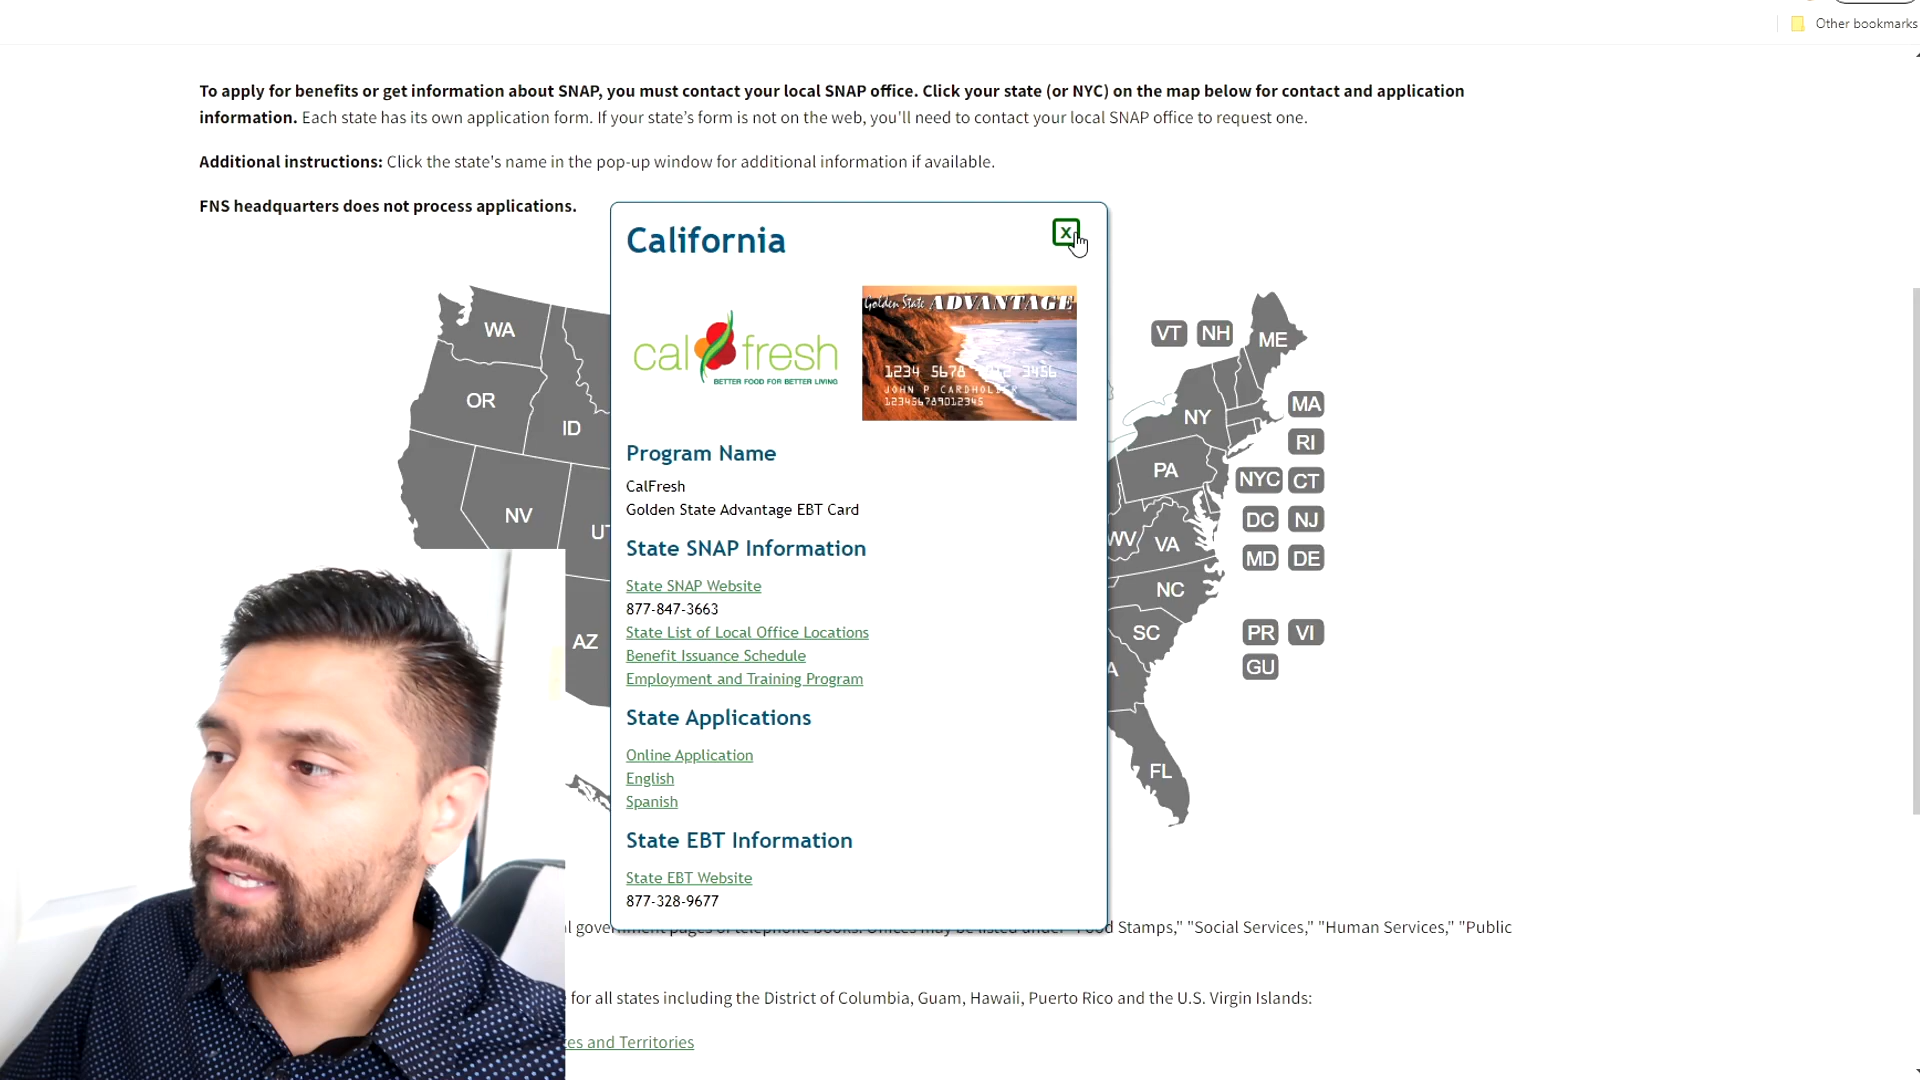 Other bookmarks
To apply for benefits or get information about SNAP, you must contact your local SNAP office. Click your state (or NYC) on the map below for contact and application
information. Each state has its own application form. If your state's form is not on the web, you'll need to contact your local SNAP office to request one.
Additional instructions: Click the state's name in the pop-up window for additional information if available.
FNS headquarters does not process applications.
California
X
Golden State ADVANTAGE
cal fresh
BETTER FOOD FOR BETTER LIVING
1234 5678 3456
JOHN P CARDHOLDER
123456789012345
Program Name
CalFresh
Golden State Advantage EBT Card
State SNAP Information
State SNAP Website
877-847-3663
State List of Local Office Locations
Benefit Issuance Schedule
Employment and Training Program
State Applications
Online Application
English
Spanish
State EBT Information
State EBT Website
877-328-9677
WA
OR
ID
NV
UT
AZ
VT NH
ME
NY
MA
RI
PA
NYC CT
DC NJ
WV VA
MD DE
NC
SC
PR VI
GU
A
FL
Stamps," "Social Services," "Human Services," "Public
for all states including the District of Columbia, Guam, Hawaii, Puerto Rico and the U.S. Virgin Islands:
es and Territories